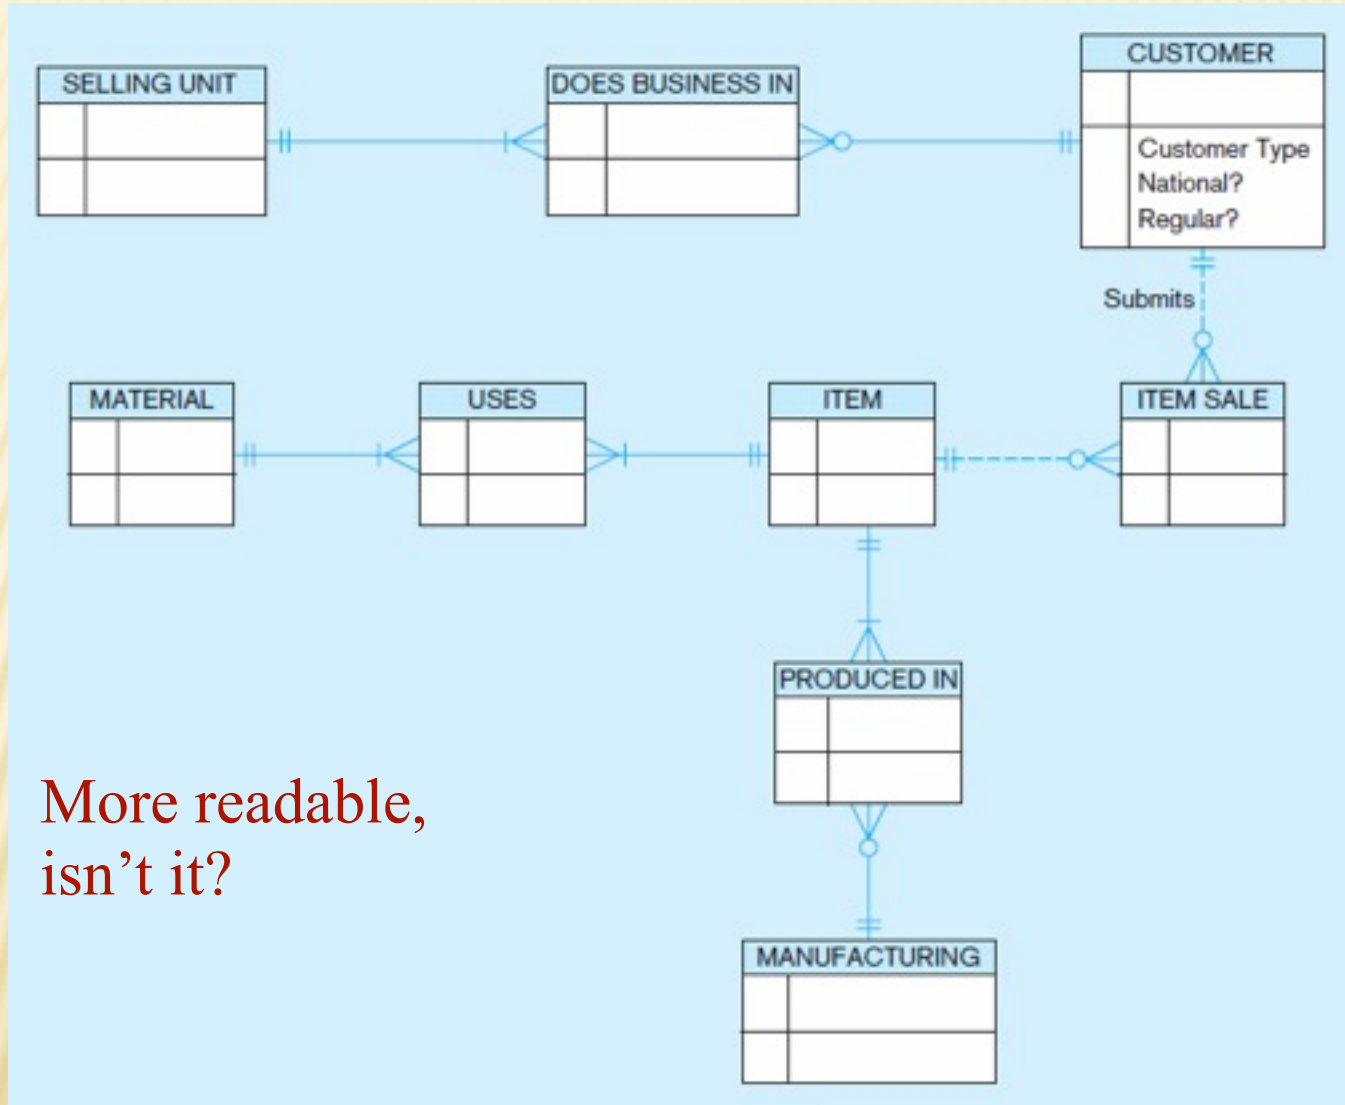 SELLING UNIT
DOES BUSINESS IN
CUSTOMER
Customer Type
National?
Regular?
Submits
MATERIAL
USES
ITEM
ITEM SALE
PRODUCED IN
More readable,
isn’t it?
MANUFACTURING